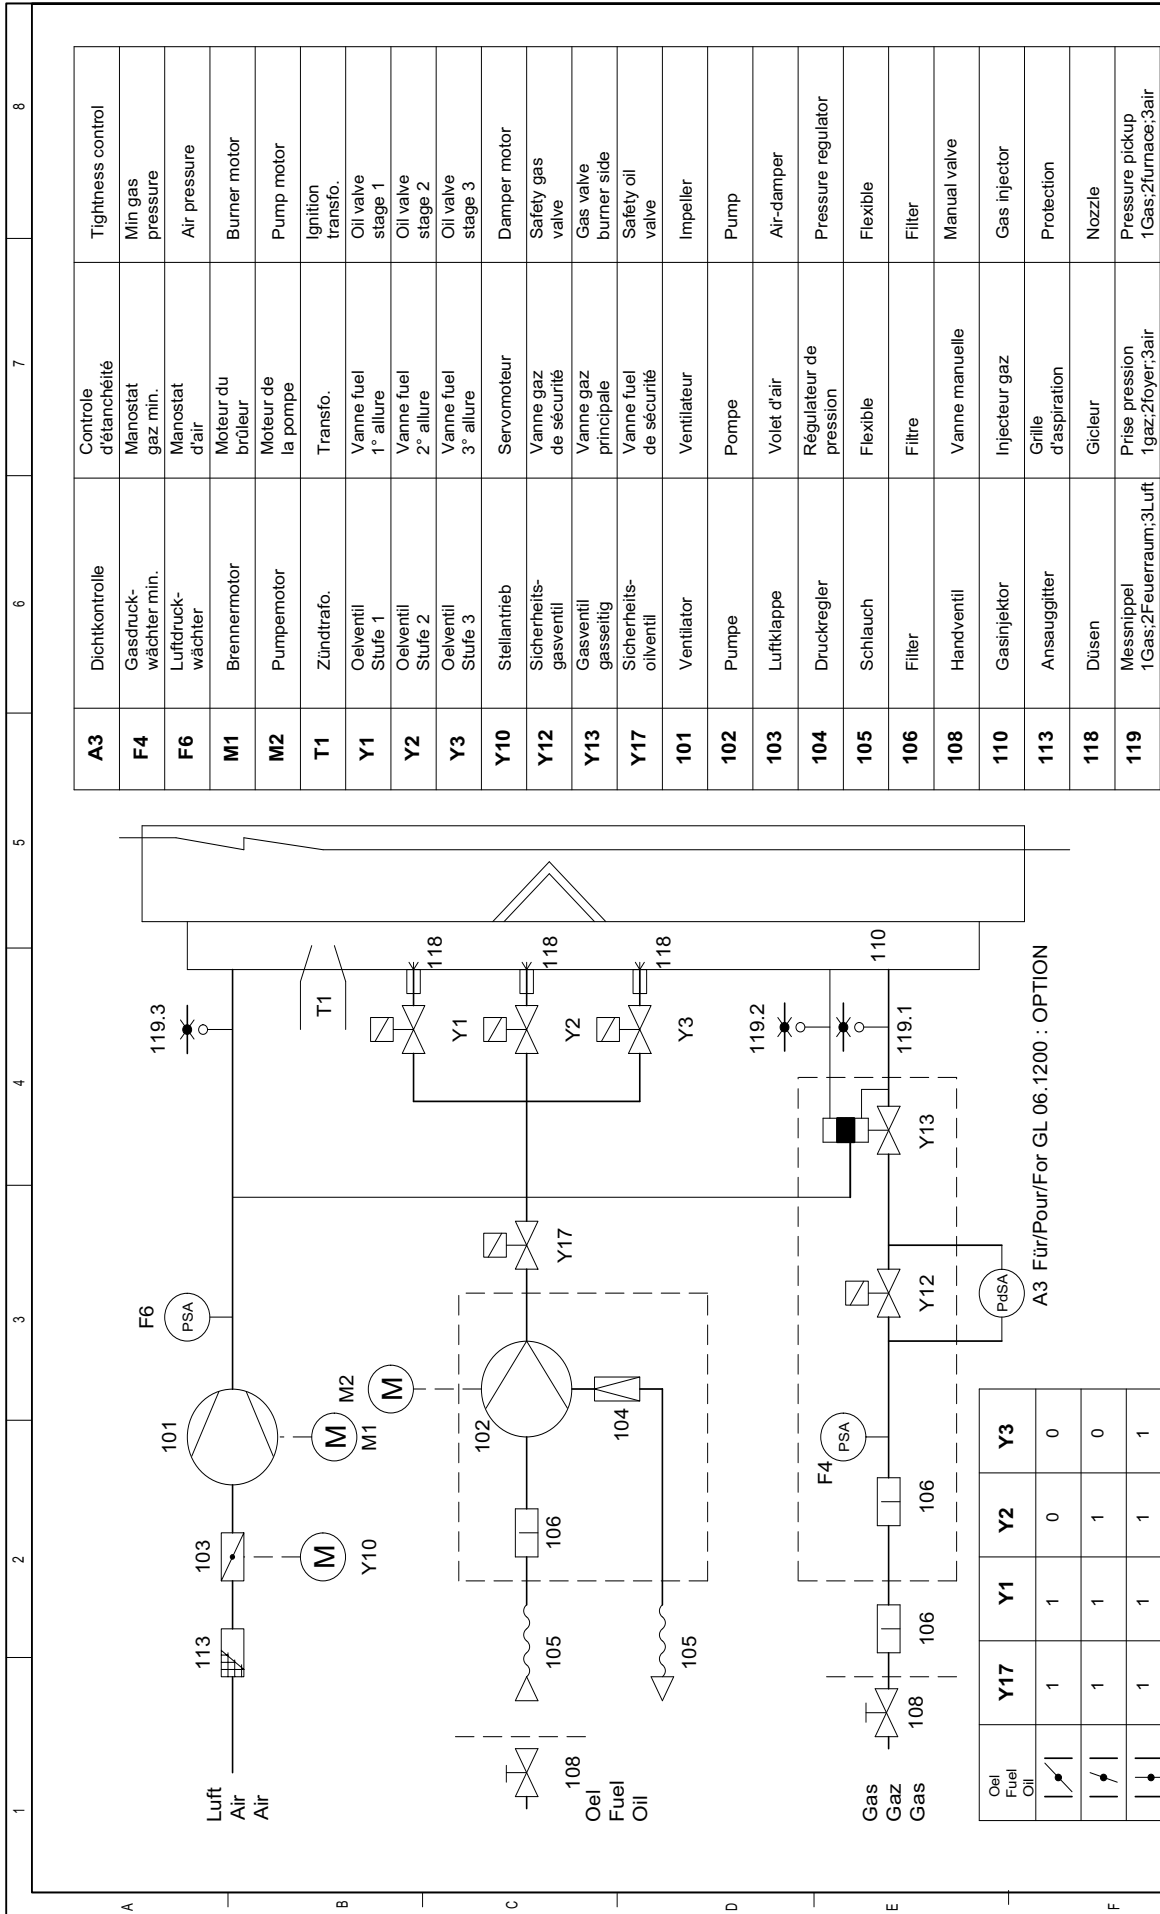 1
2
3
4
5
6
7
8
A
B
C
D
E
F
Luft
Air
Air
113
103
Y10
M
101
M
M1
F6
PSA
119.3
T1
Oel
Fuel
Oil
108
105
105
106
102
M2
M
104
Y17
Y1
Y2
Y3
118
118
118
Gas
Gaz
Gas
108
106
106
F4
PSA
Y12
PdSA
Y13
119.2
119.1
110
A3 Für/Pour/For GL 06.1200 : OPTION
Oel
Fuel
Oil
Y17 Y1 Y2 Y3
1 1 0 0
1 1 1 0
1 1 1 1
A3 Dichtkontrolle Controle Tightness control
d'étanchéité
F4 Gasdruck- Manostat Min gas
wächter min. gaz min. pressure
F6 Luftdruck- Manostat Air pressure
wächter d'air
M1 Brennermotor Moteur du Burner motor
brûleur
M2 Pumpemotor Moteur de Pump motor
la pompe
T1 Zündtrafo. Transfo. Ignition
transfo.
Y1 Oelventil Vanne fuel Oil valve
Stufe 1 1° allure stage 1
Y2 Oelventil Vanne fuel Oil valve
Stufe 2 2° allure stage 2
Y3 Oelventil Vanne fuel Oil valve
Stufe 3 3° allure stage 3
Y10 Stellantrieb Servomoteur Damper motor
Y12 Sicherheits- Vanne gaz Safety gas
gasventil de sécurité valve
Y13 Gasventil Vanne gaz Gas valve
gasseitig principale burner side
Y17 Sicherheits- Vanne fuel Safety oil
oilventil de sécurité valve
101 Ventilator Ventilateur Impeller
102 Pumpe Pompe Pump
103 Luftklappe Volet d'air Air-damper
104 Druckregler Régulateur de Pressure regulator
pression
105 Schlauch Flexible Flexible
106 Filter Filtre Filter
108 Handventil Vanne manuelle Manual valve
110 Gasinjektor Injecteur gaz Gas injector
113 Ansauggitter Grille Protection
d'aspiration
118 Düsen Gicleur Nozzle
119 Messnippel Prise pression Pressure pickup
1Gas;2Feuerraum;3Luft 1gaz;2foyer;3air 1Gas;2furnace;3air